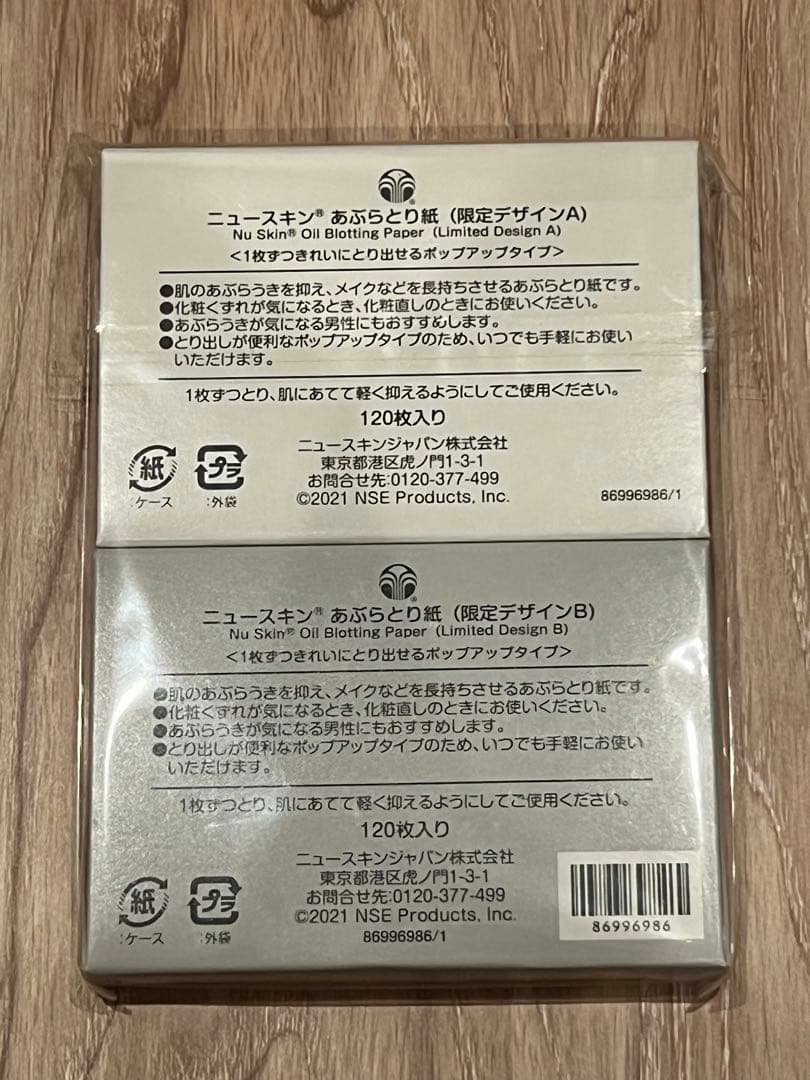 ニュースキン® あぶらとり紙（限定デザインA）
Nu Skin® Oil Blotting Paper (Limited Design A)
＜1枚ずつきれいにとり出せるポップアップタイプ＞
●肌のあぶらうきを抑え、メイクなどを長持ちさせるあぶらとり紙です。
●化粧くずれが気になるとき、化粧直しのときにお使いください。
●あぶらうきが気になる男性にもおすすめします。
●とり出しが便利なポップアップタイプのため、いつでも手軽にお使い
いただけます。
1枚ずつとり、肌にあてて軽く抑えるようにしてご使用ください。
120枚入り
ニュースキンジャパン株式会社
東京都港区虎ノ門1-3-1
お問合せ先:0120-377-499
©2021 NSE Products, Inc.
紙
:ケース
プラ
:外袋
86996986/1
ニュースキン® あぶらとり紙（限定デザインB）
Nu Skin® Oil Blotting Paper (Limited Design B)
＜1枚ずつきれいにとり出せるポップアップタイプ＞
●肌のあぶらうきを抑え、メイクなどを長持ちさせるあぶらとり紙です。
●化粧くずれが気になるとき、化粧直しのときにお使いください。
●あぶらうきが気になる男性にもおすすめします。
●とり出しが便利なポップアップタイプのため、いつでも手軽にお使い
いただけます。
1枚ずつとり、肌にあてて軽く抑えるようにしてご使用ください。
120枚入り
ニュースキンジャパン株式会社
東京都港区虎ノ門1-3-1
お問合せ先:0120-377-499
©2021 NSE Products, Inc.
86996986/1
紙
:ケース
プラ
:外袋
86996986